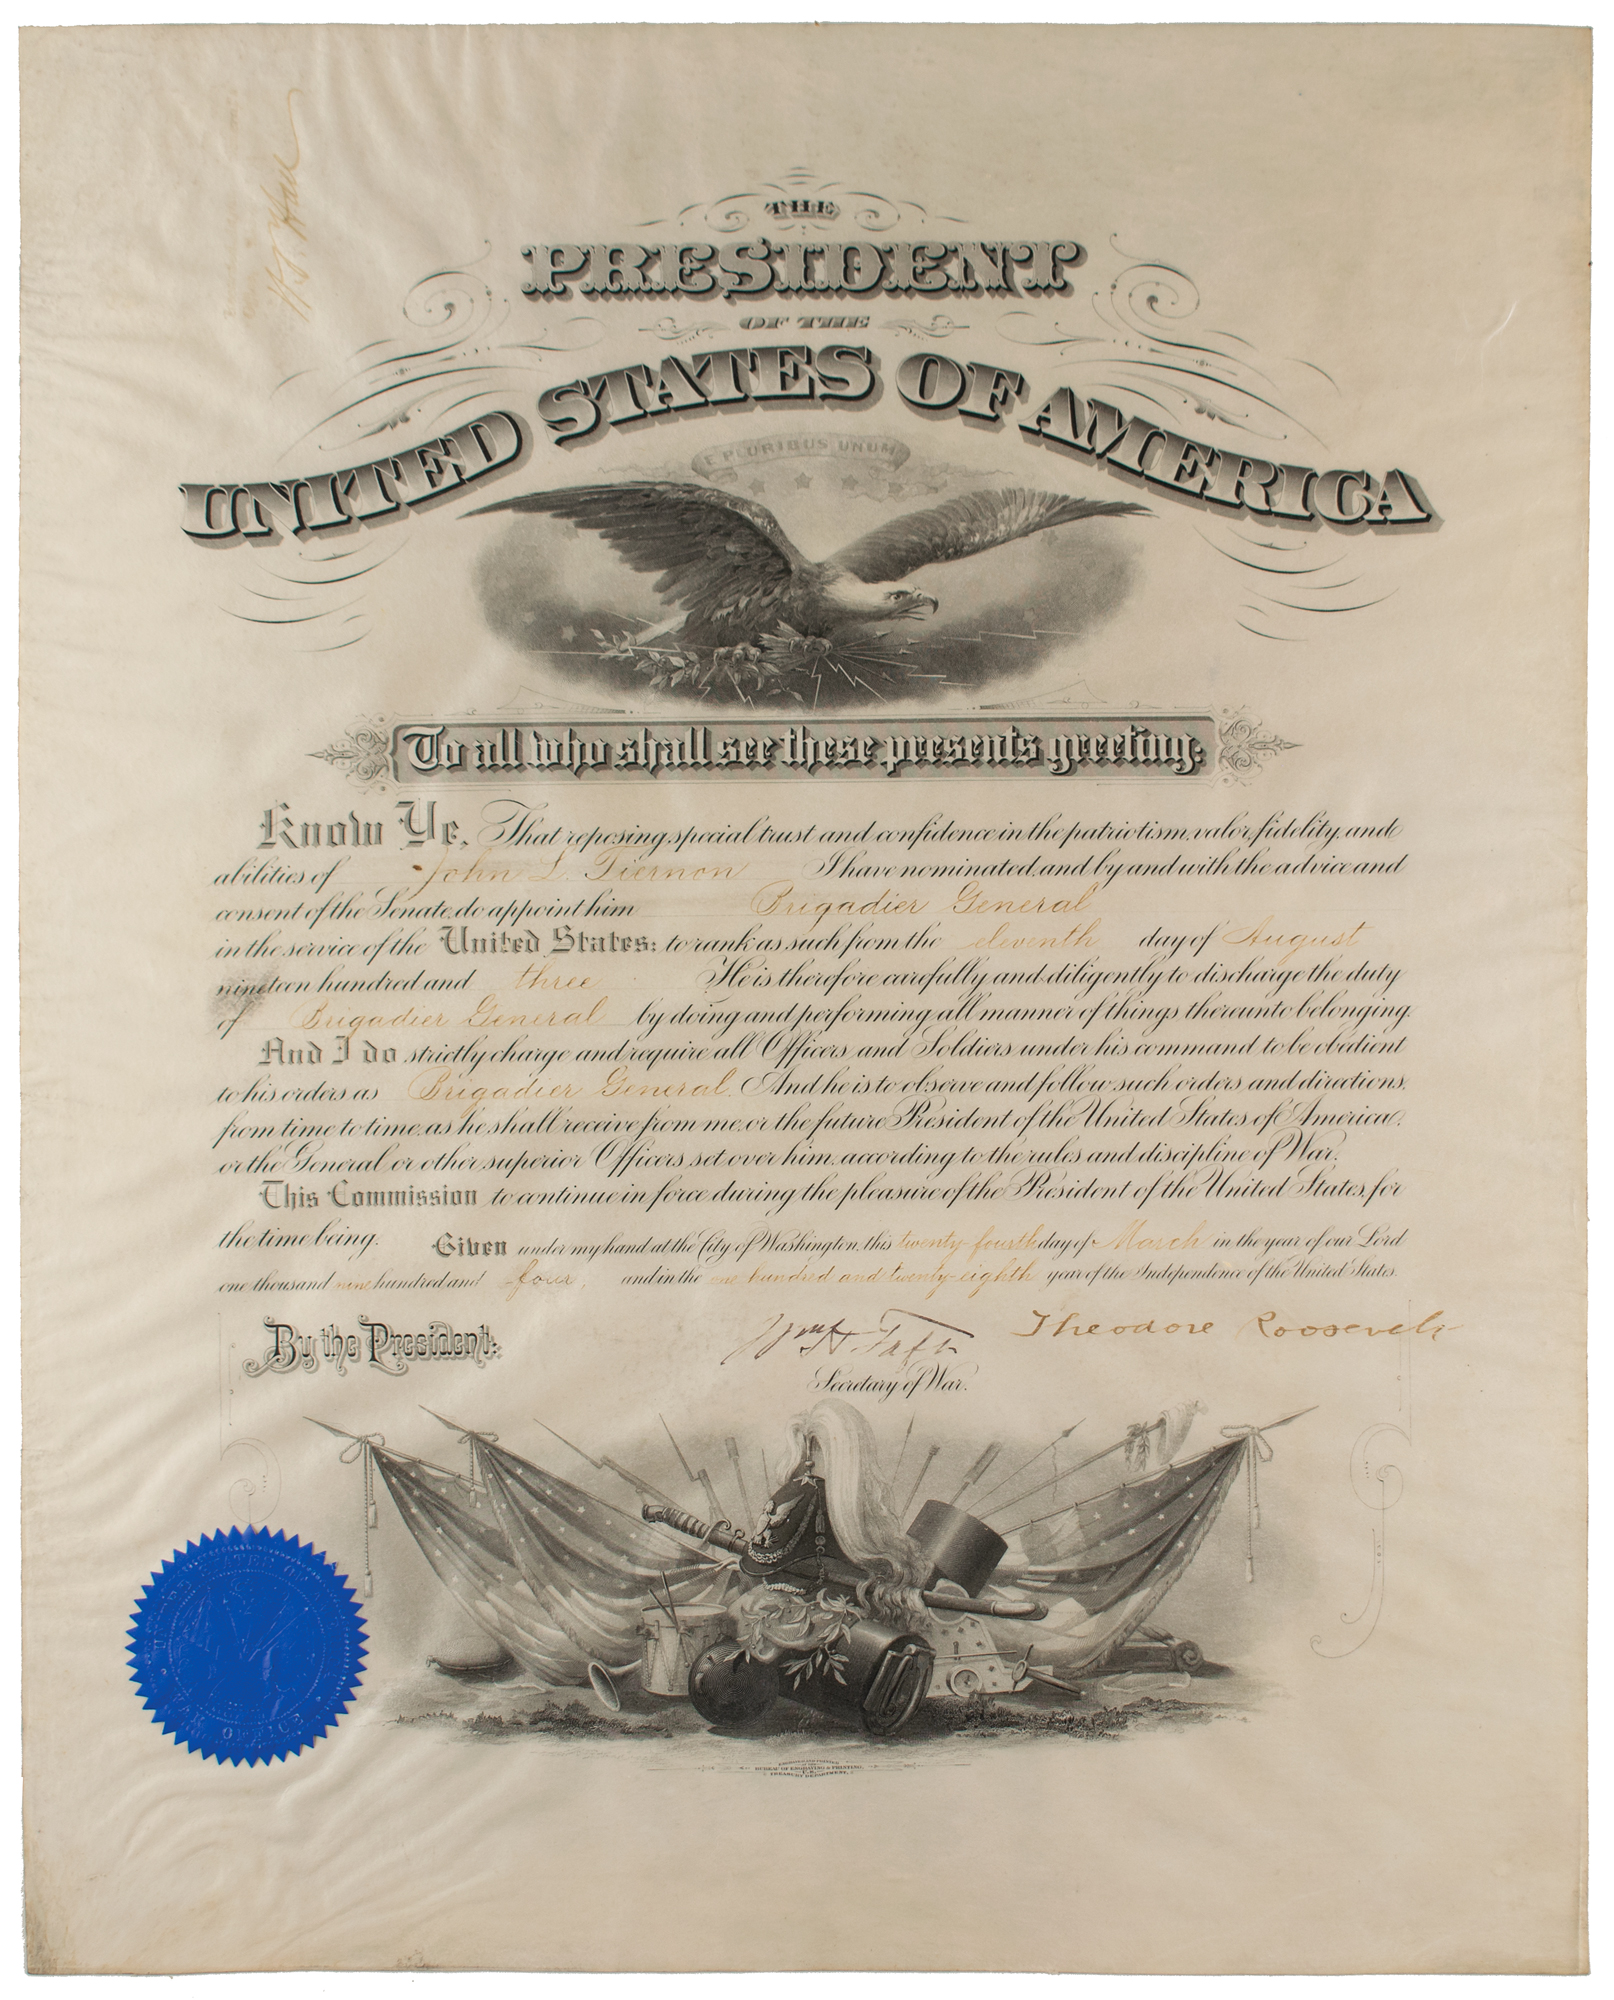 THE
PRESIDENT
OF THE
UNITED STATES OF AMERICA
E PLURIBUS UNUM
To all who shall see these presents greeting:
Know Ye, That reposing special trust and confidence in the patriotism, valor, fidelity, and
abilities of John L. Tiernon I have nominated, and by and with the advice and
consent of the Senate, do appoint him Brigadier General
in the service of the United States: to rank as such from the eleventh day of August
nineteen hundred and three He is therefore carefully and diligently to discharge the duty
of Brigadier General by doing and performing all manner of things thereunto belonging.
And I do strictly charge and require all Officers and Soldiers under his command to be obedient
to his orders as Brigadier General. And he is to observe and follow such orders and directions,
from time to time, as he shall receive from me, or the future President of the United States of America,
or the General or other superior Officers set over him, according to the rules and discipline of War.
This Commission to continue in force during the pleasure of the President of the United States, for
the time being. Given under my hand at the City of Washington, this twenty-fourth day of March in the year of our Lord
one thousand nine hundred and four, and in the one hundred and twenty-eighth year of the Independence of the United States.
By the President:
Theodore Roosevelt
Wm H Taft
Secretary of War.
BUREAU OF ENGRAVING & PRINTING,
TREASURY DEPARTMENT.